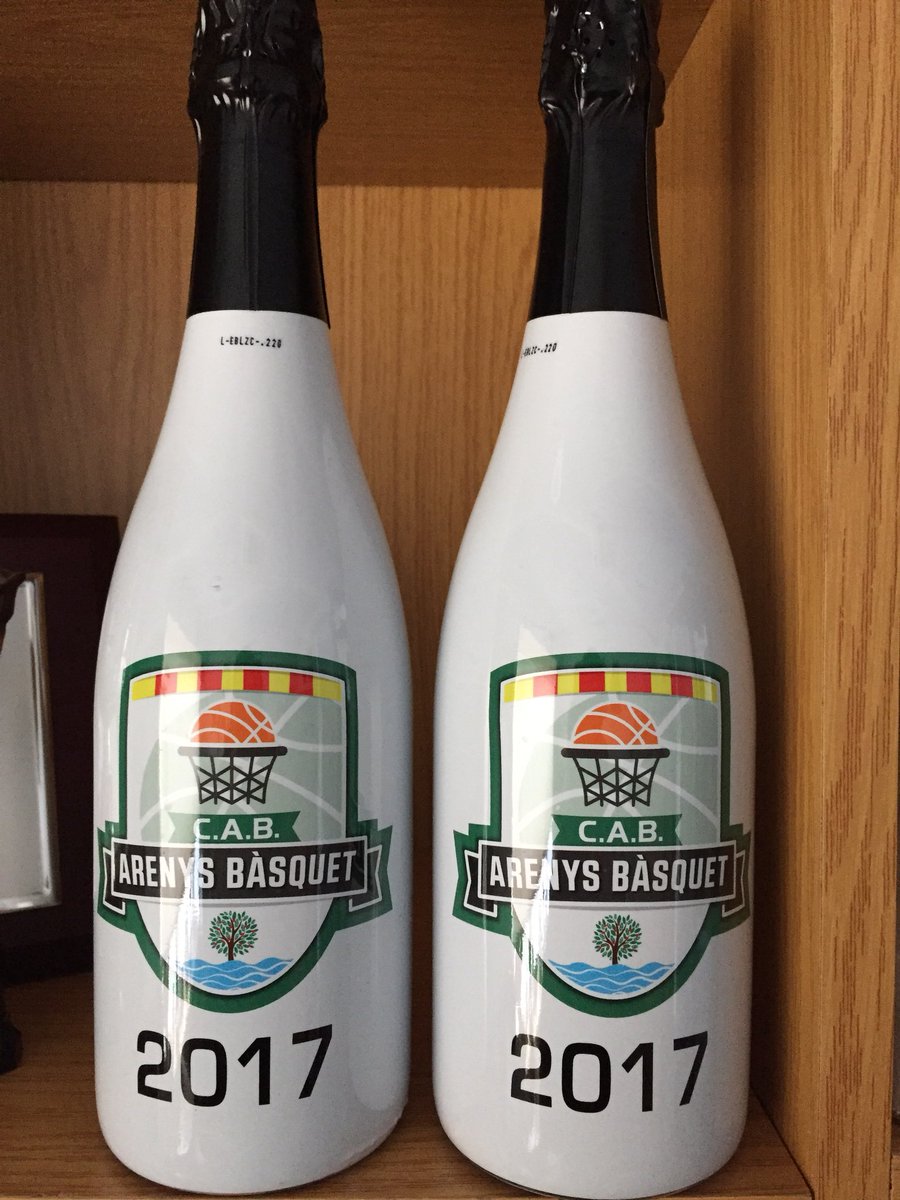 L-EBLZC-.220
C.A.B.
ARENYS BÀSQUET
2017
L-EBLZC-.220
C.A.B.
ARENYS BÀSQUET
2017